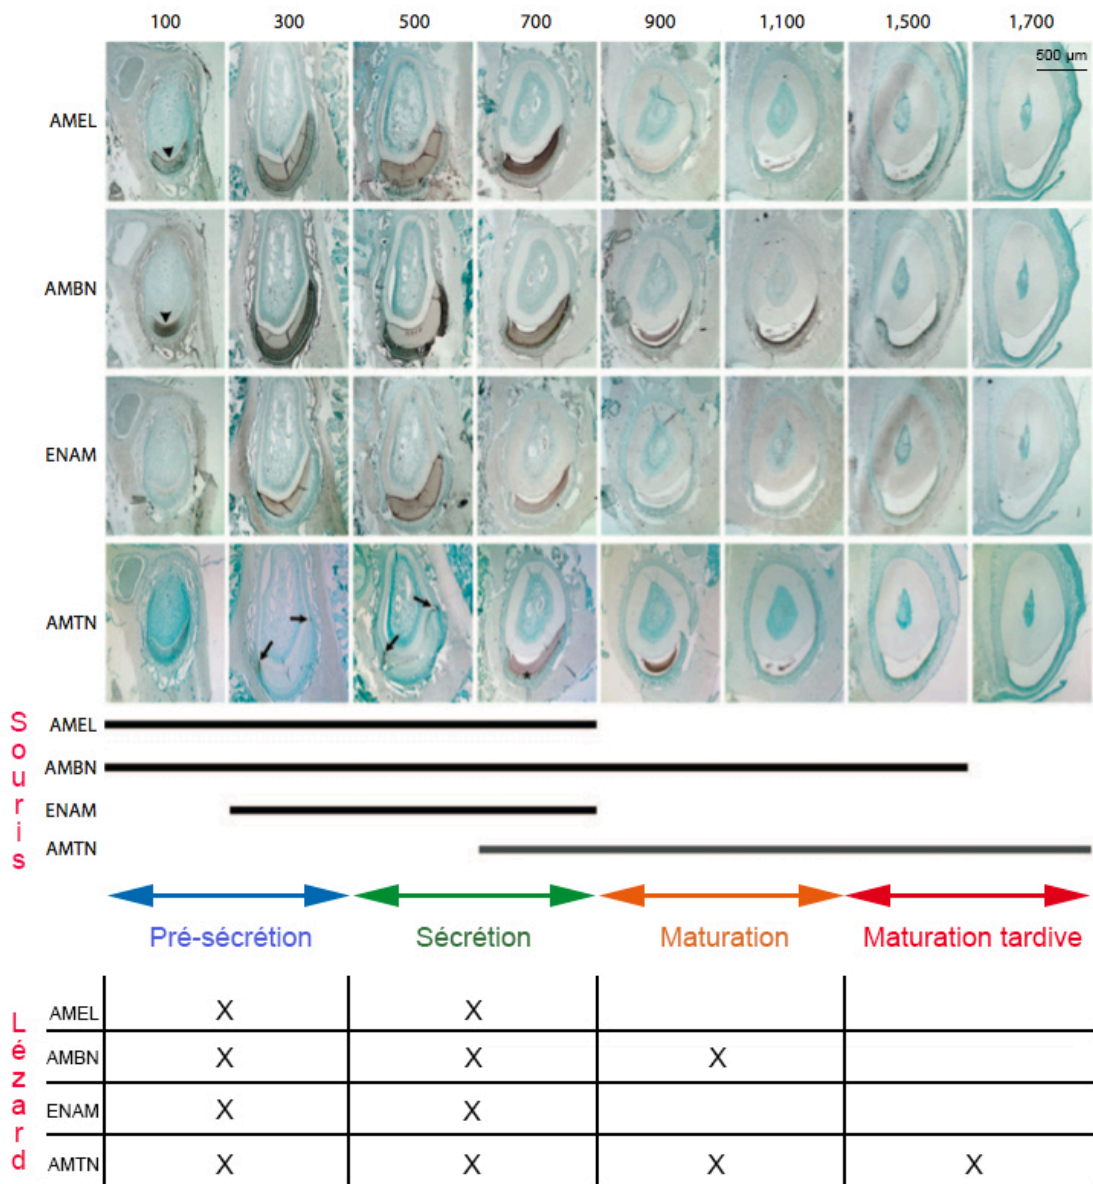 100 300 500 700 900 1,100 1,500 1,700
500 µm
AMEL
AMBN
ENAM
AMTN
Souris
AMEL
AMBN
ENAM
AMTN
Pré-sécrétion Sécrétion Maturation Maturation tardive
Lézard
AMEL X X
AMBN X X X
ENAM X X
AMTN X X X X